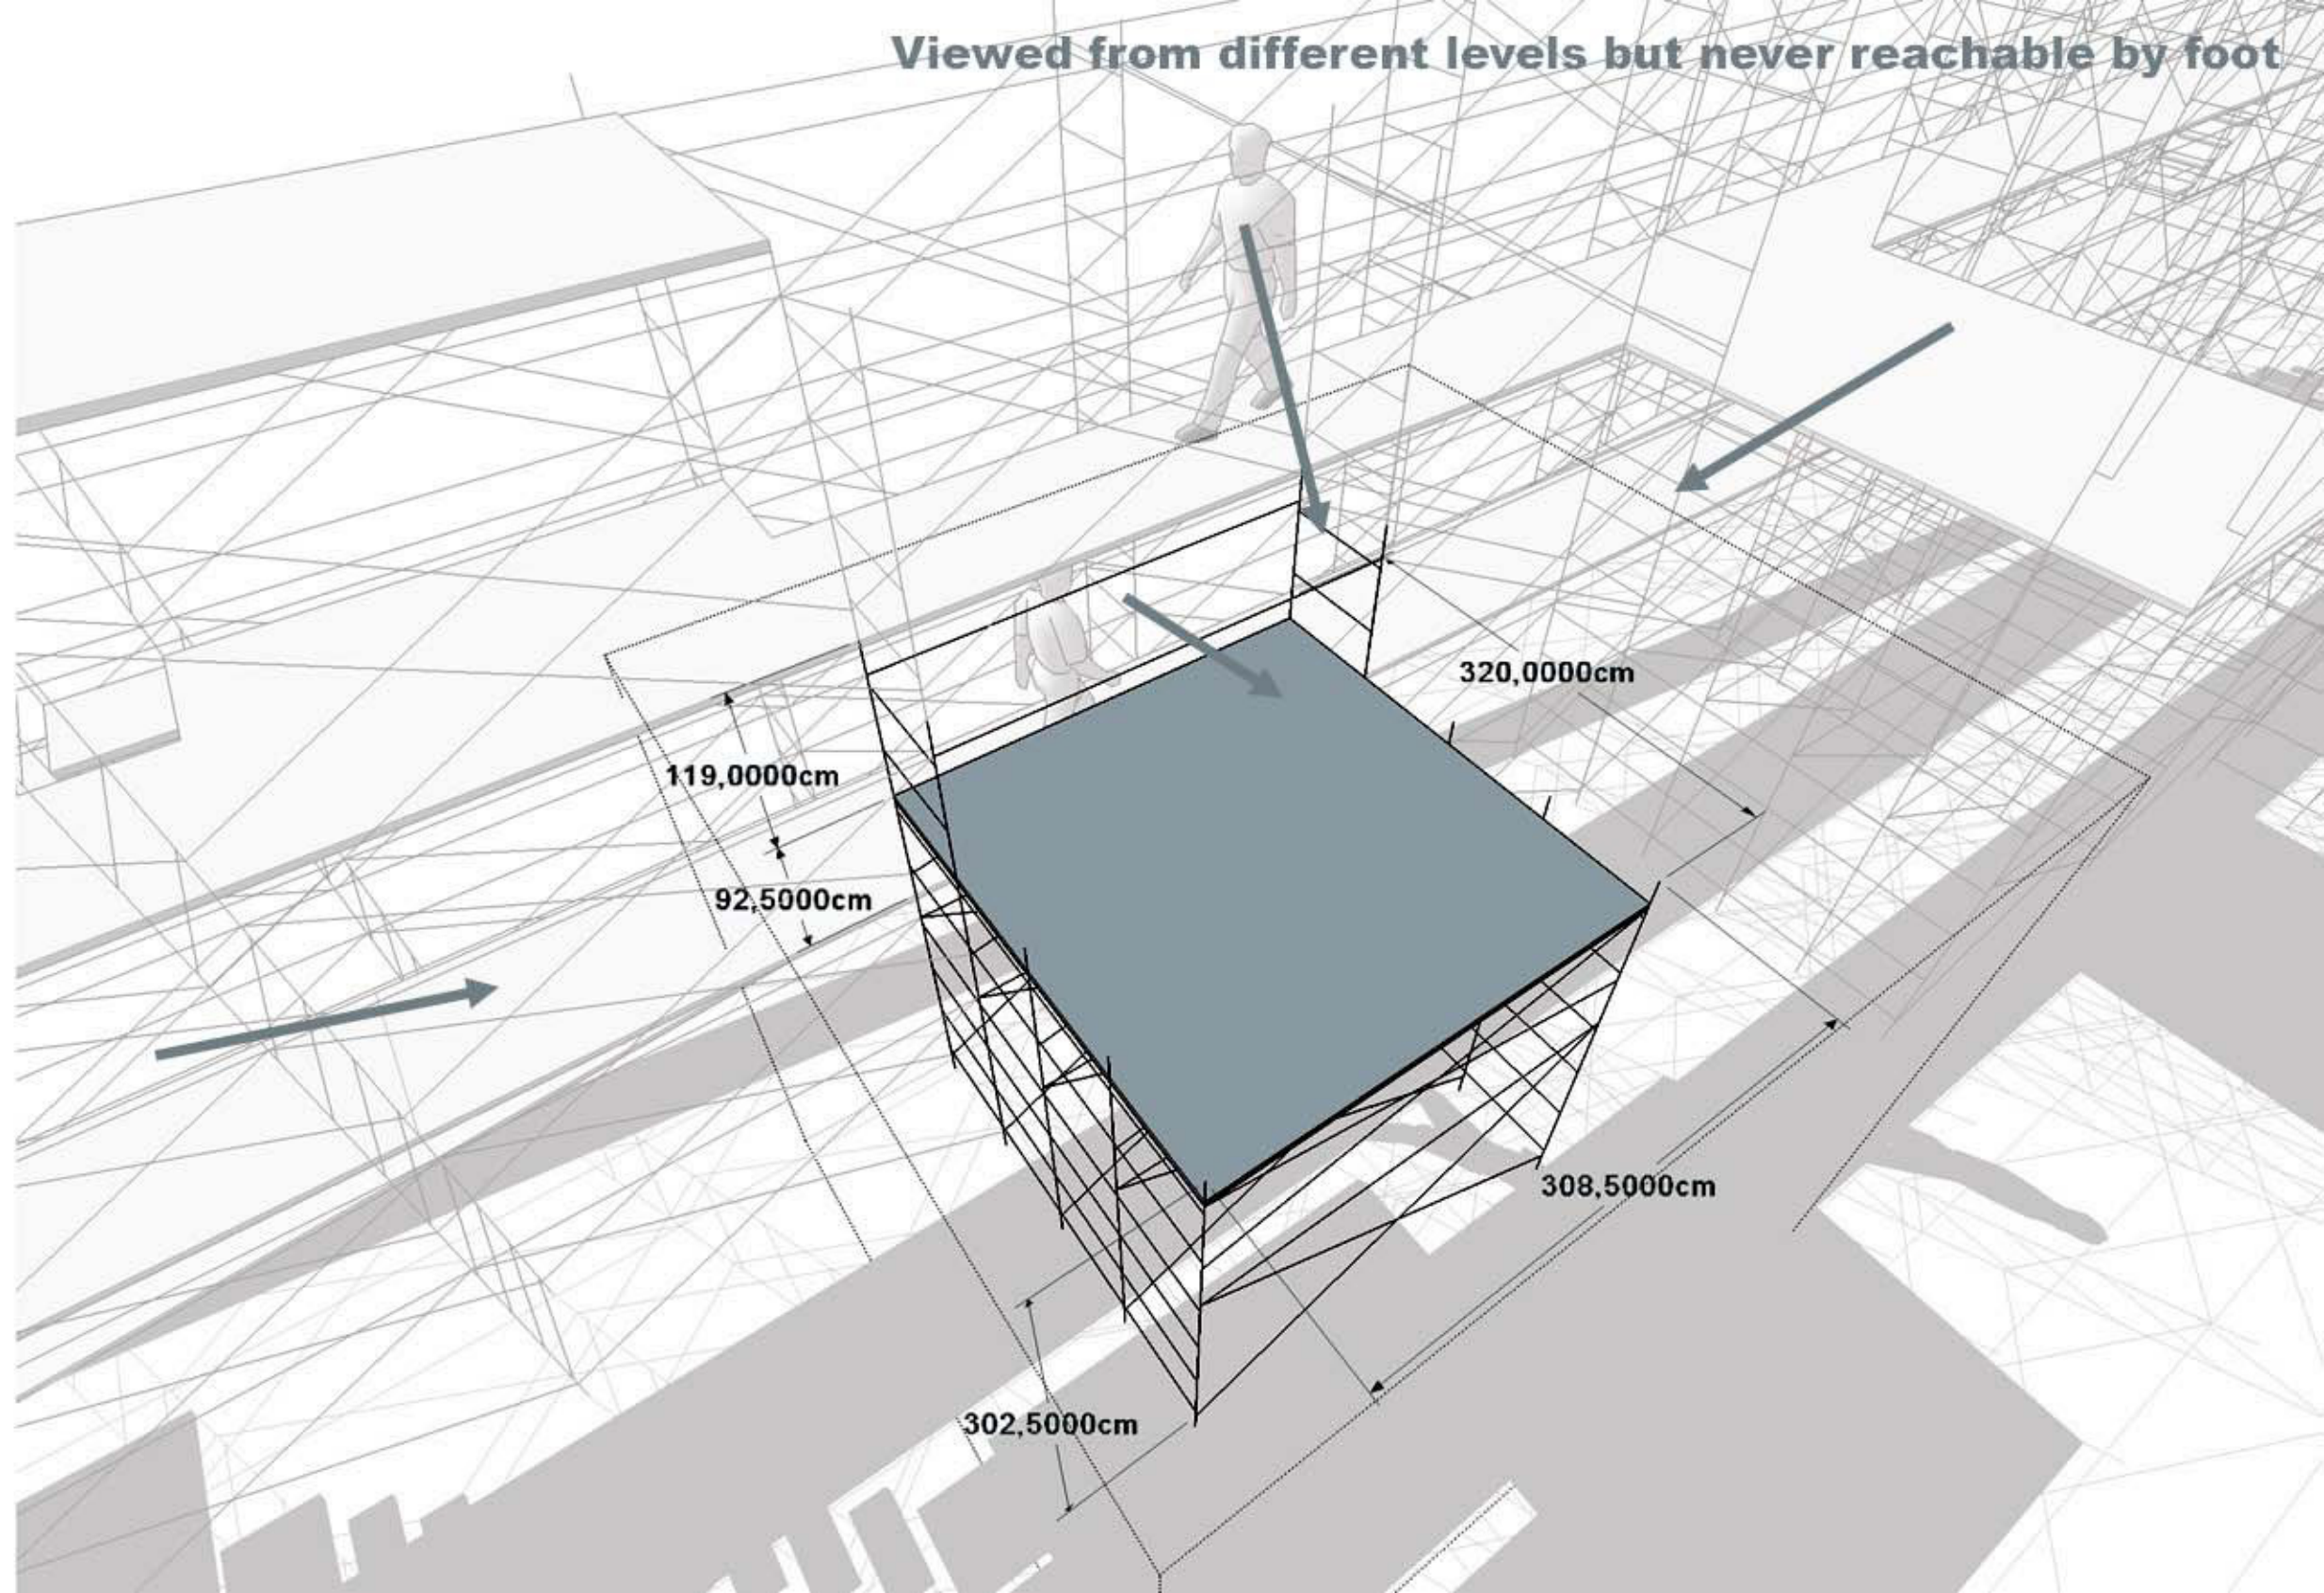 Viewed from different levels but never reachable by foot
320,0000cm
119,0000cm
92,5000cm
308,5000cm
302,5000cm